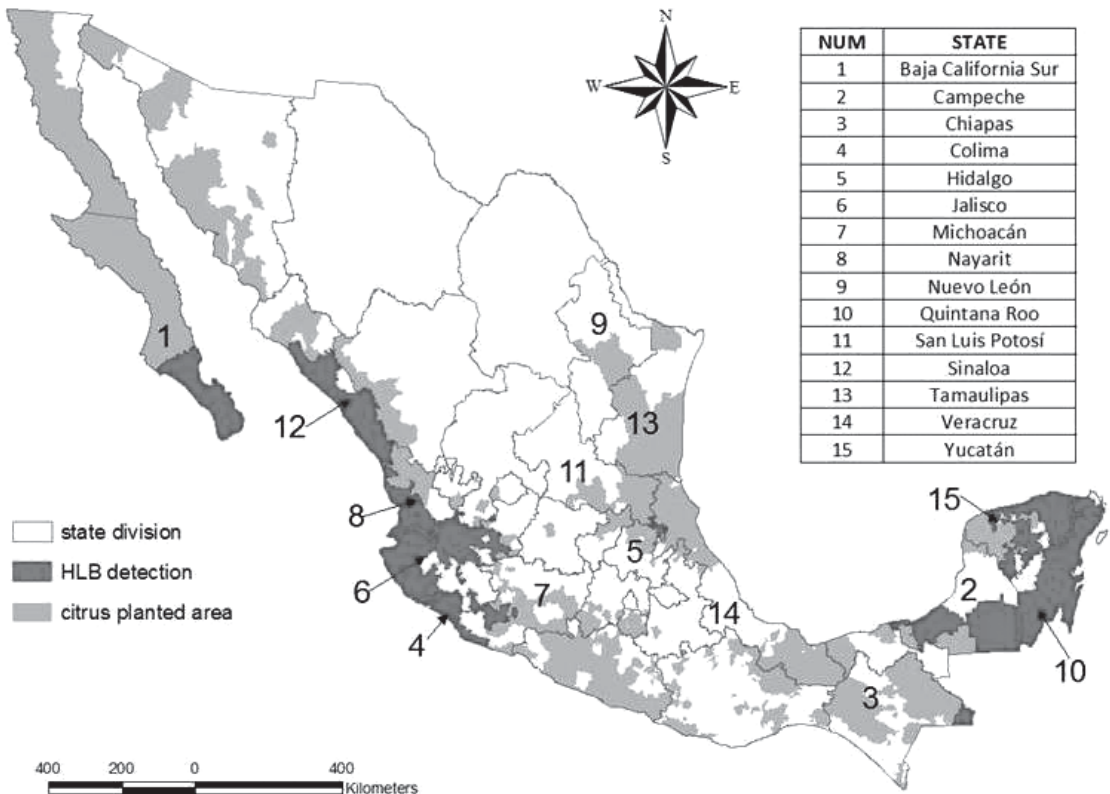 N
W E
S
NUM STATE
1 Baja California Sur
2 Campeche
3 Chiapas
4 Colima
5 Hidalgo
6 Jalisco
7 Michoacán
8 Nayarit
9 Nuevo León
10 Quintana Roo
11 San Luis Potosí
12 Sinaloa
13 Tamaulipas
14 Veracruz
15 Yucatán
1
9
12
13
11
15
8
5
2
6
7
14
4
10
3
state division
HLB detection
citrus planted area
400 200 0 400
Kilometers